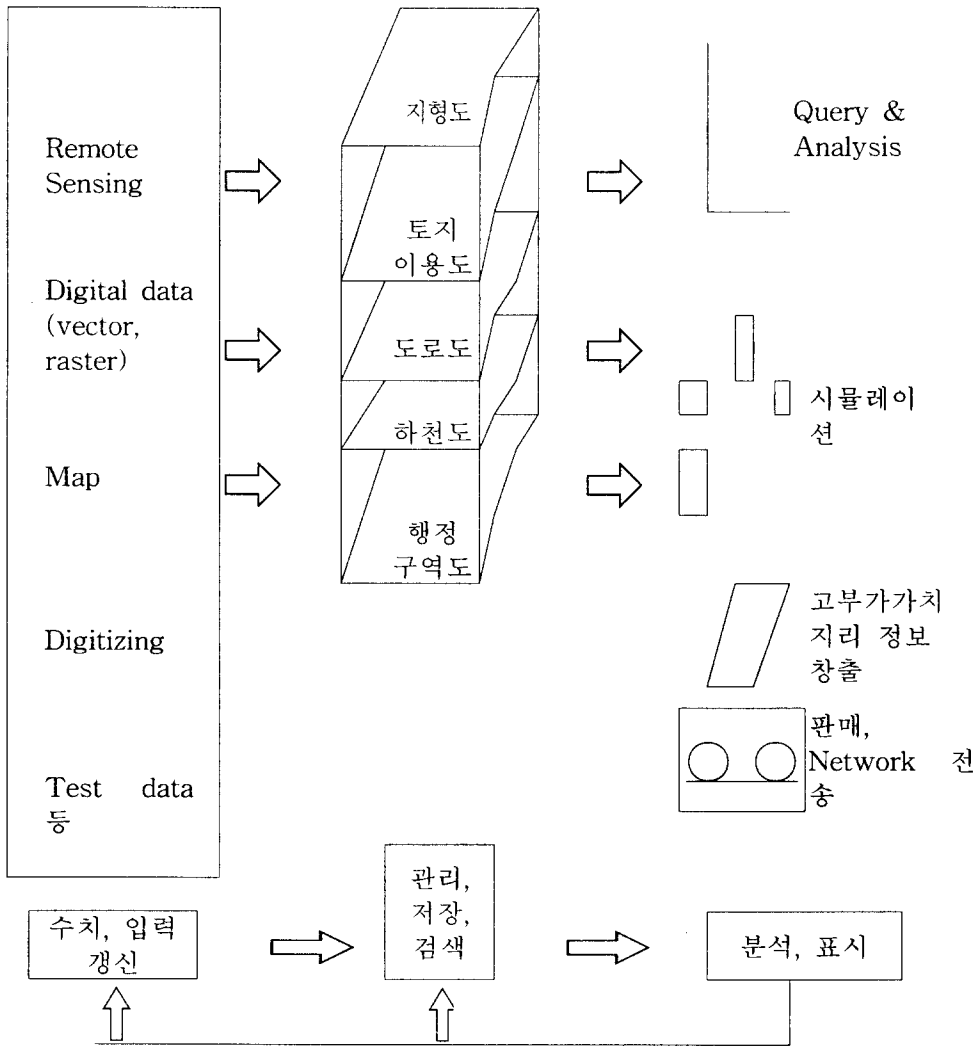 Remote
Sensing
Digital data
(vector,
raster)
Map
Digitizing
Test data
등
지형도
토지
이용도
도로도
하천도
행정
구역도
Query &
Analysis
시뮬레이
션
고부가가치
지리 정보
창출
판매,
Network 전
송
수치, 입력
갱신
관리,
저장,
검색
분석, 표시